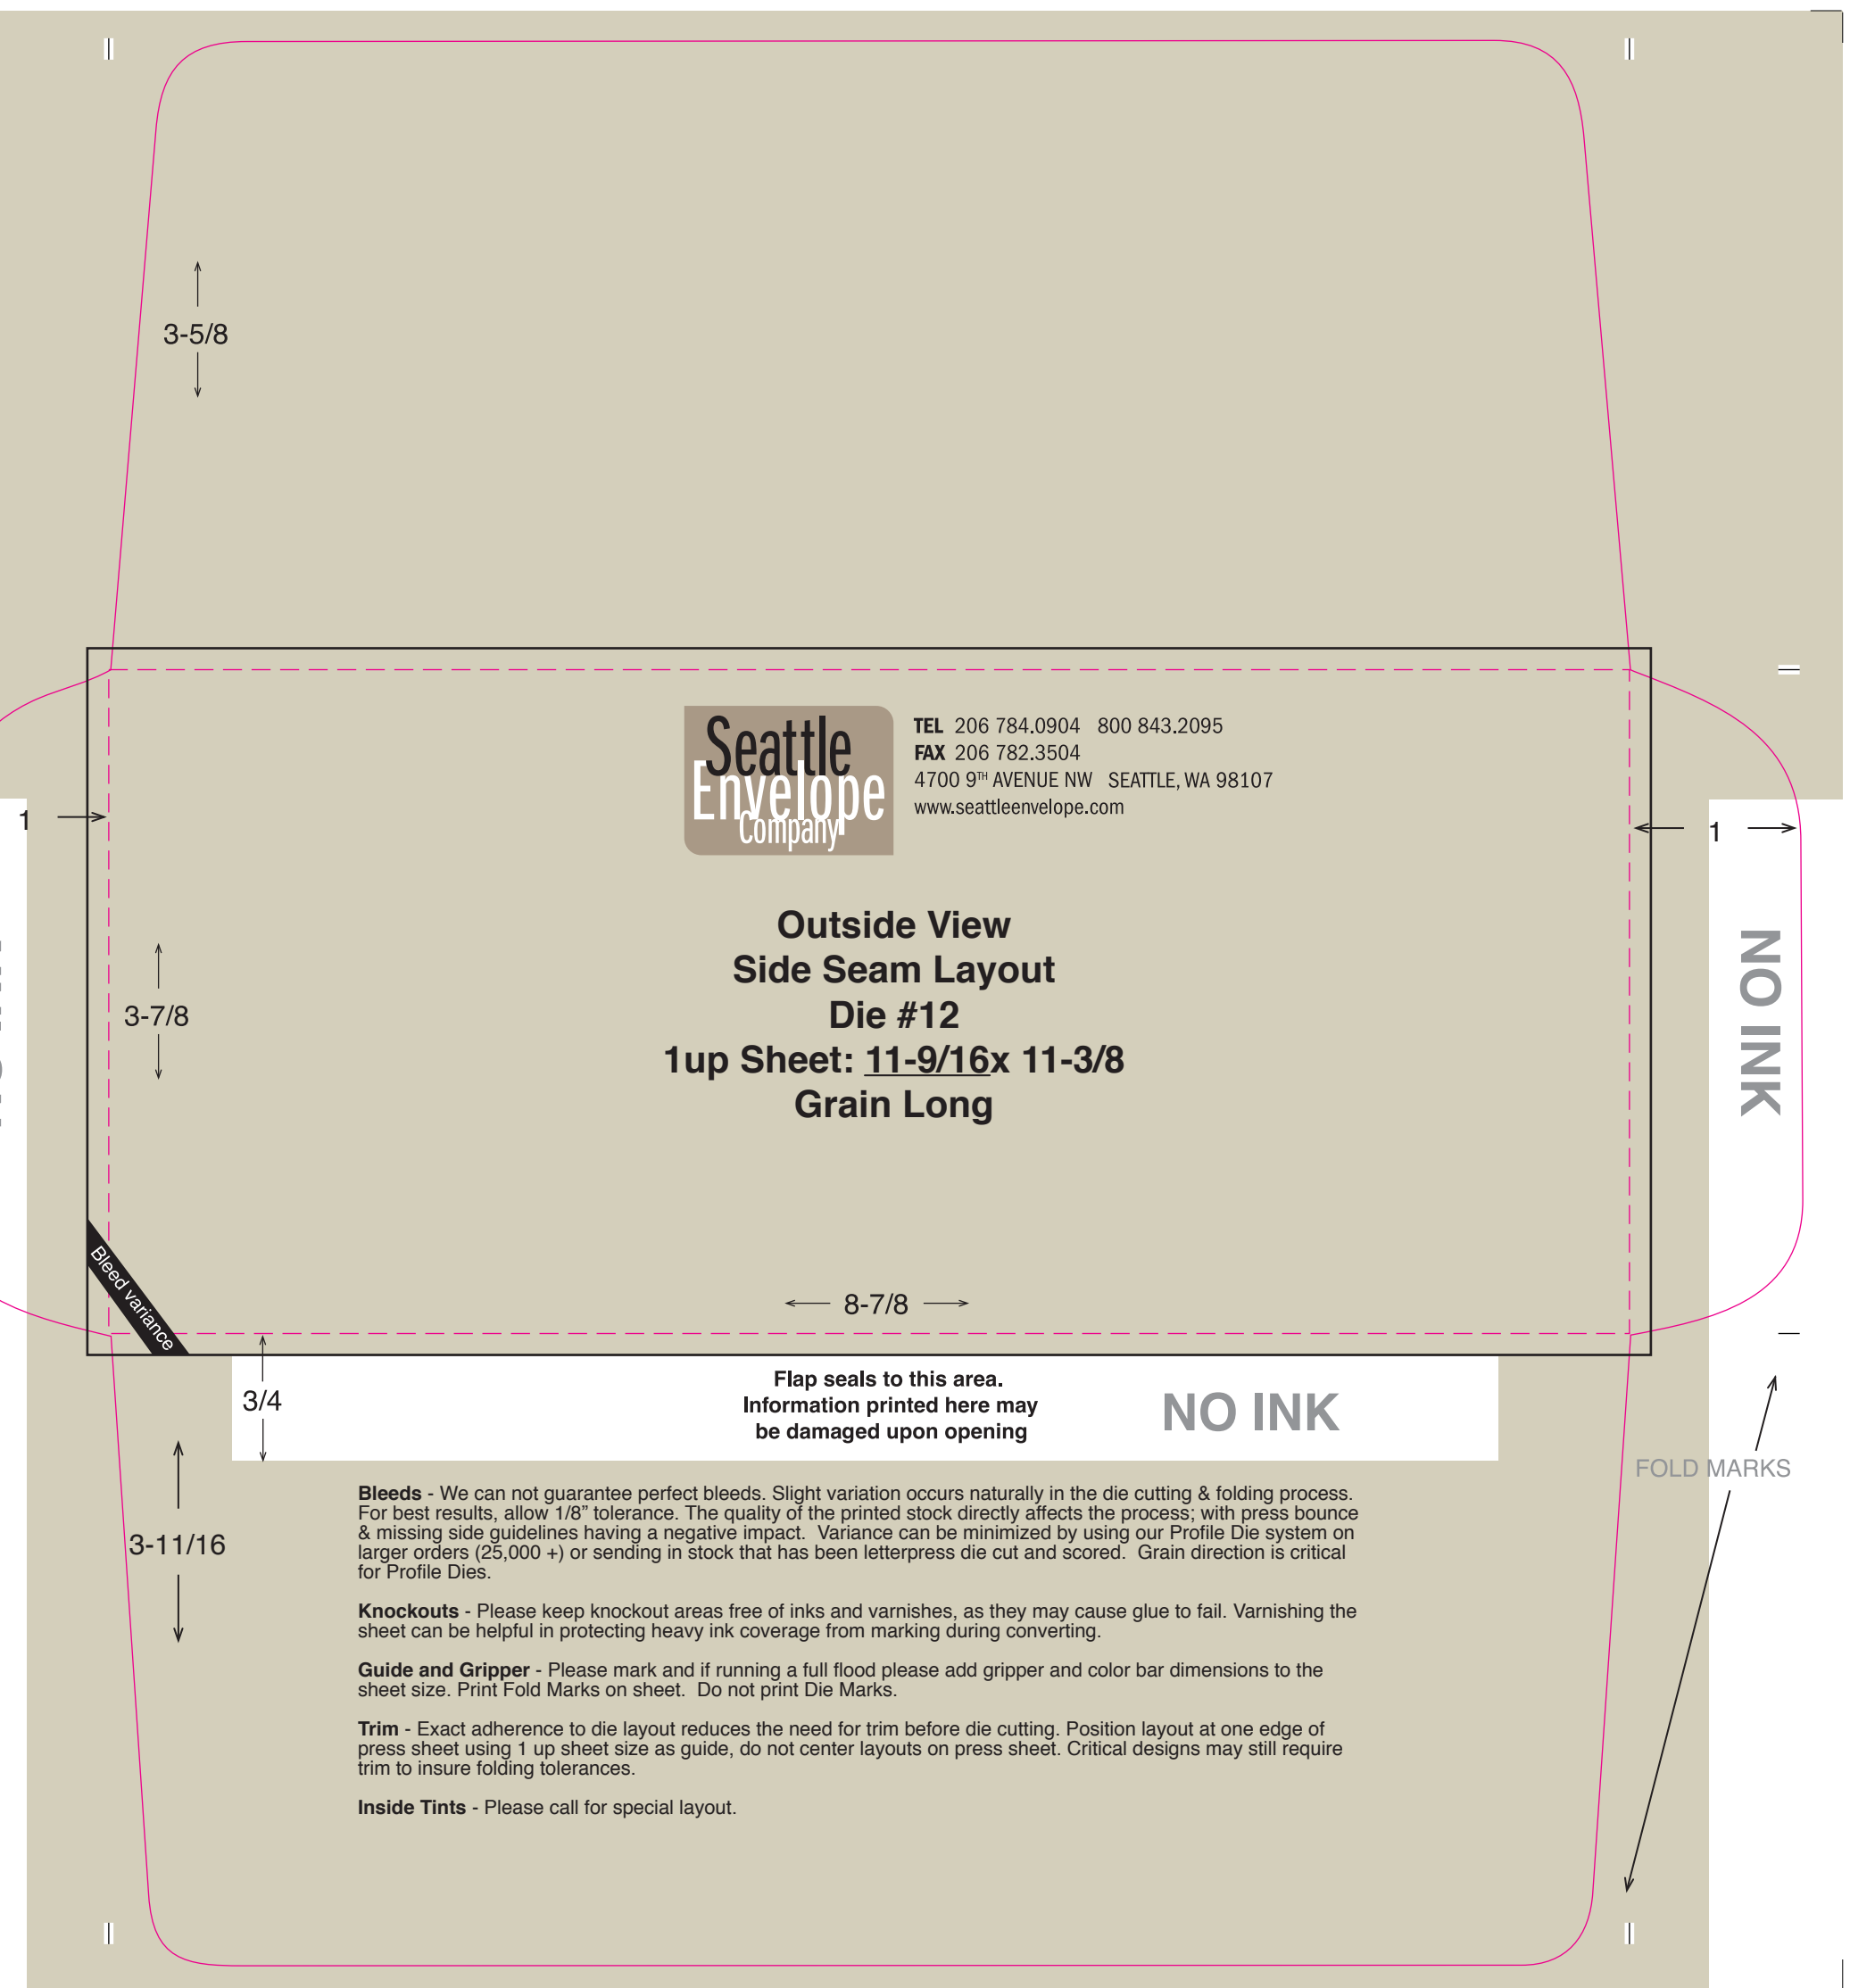 3-5/8
Seattle
Envelope
Company
TEL 206 784.0904 800 843.2095
FAX 206 782.3504
4700 9TH AVENUE NW SEATTLE, WA 98107
www.seattleenvelope.com
1
1
Outside View
Side Seam Layout
Die #12
1up Sheet: 11-9/16x 11-3/8
Grain Long
3-7/8
NO INK
Bleed variance
8-7/8
3/4
Flap seals to this area.
Information printed here may
be damaged upon opening
NO INK
FOLD MARKS
3-11/16
Bleeds - We can not guarantee perfect bleeds. Slight variation occurs naturally in the die cutting & folding process.
For best results, allow 1/8” tolerance. The quality of the printed stock directly affects the process; with press bounce
& missing side guidelines having a negative impact. Variance can be minimized by using our Profile Die system on
larger orders (25,000 +) or sending in stock that has been letterpress die cut and scored. Grain direction is critical
for Profile Dies.
Knockouts - Please keep knockout areas free of inks and varnishes, as they may cause glue to fail. Varnishing the
sheet can be helpful in protecting heavy ink coverage from marking during converting.
Guide and Gripper - Please mark and if running a full flood please add gripper and color bar dimensions to the
sheet size. Print Fold Marks on sheet. Do not print Die Marks.
Trim - Exact adherence to die layout reduces the need for trim before die cutting. Position layout at one edge of
press sheet using 1 up sheet size as guide, do not center layouts on press sheet. Critical designs may still require
trim to insure folding tolerances.
Inside Tints - Please call for special layout.